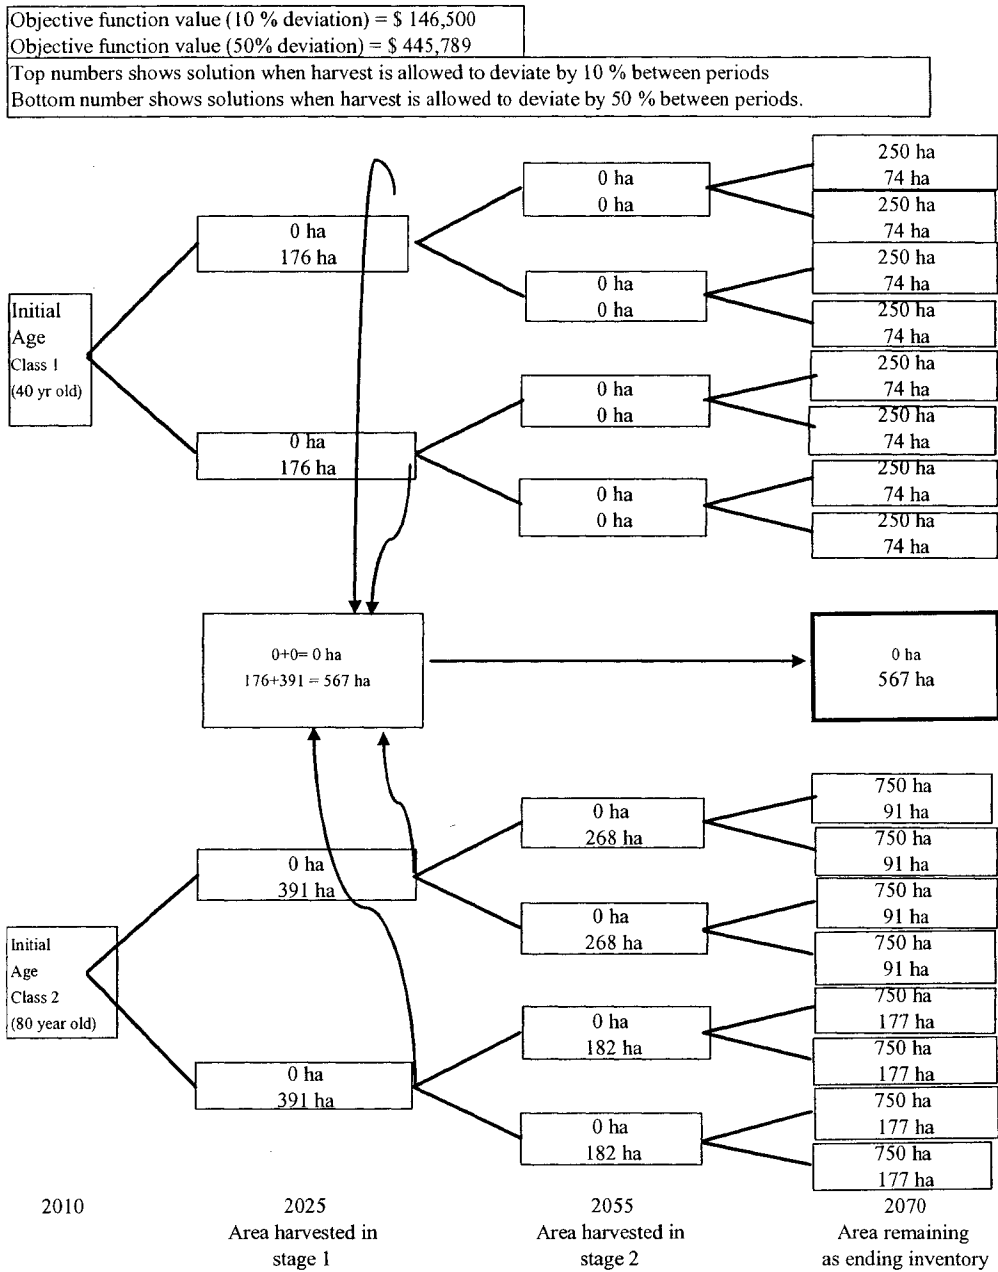 Objective function value (10 % deviation) = $ 146,500
Objective function value (50% deviation) = $ 445,789
Top numbers shows solution when harvest is allowed to deviate by 10 % between periods
Bottom number shows solutions when harvest is allowed to deviate by 50 % between periods.
Initial
Age
Class 1
(40 yr old)
0 ha
176 ha
0 ha
176 ha
0 ha
0 ha
0 ha
0 ha
0 ha
0 ha
0 ha
0 ha
250 ha
74 ha
250 ha
74 ha
250 ha
74 ha
250 ha
74 ha
250 ha
74 ha
250 ha
74 ha
250 ha
74 ha
250 ha
74 ha
0+0= 0 ha
176+391 = 567 ha
0 ha
567 ha
Initial
Age
Class 2
(80 year old)
0 ha
391 ha
0 ha
391 ha
0 ha
268 ha
0 ha
268 ha
0 ha
182 ha
0 ha
182 ha
750 ha
91 ha
750 ha
91 ha
750 ha
91 ha
750 ha
91 ha
750 ha
177 ha
750 ha
177 ha
750 ha
177 ha
750 ha
177 ha
2010
2025
Area harvested in
stage 1
2055
Area harvested in
stage 2
2070
Area remaining
as ending inventory